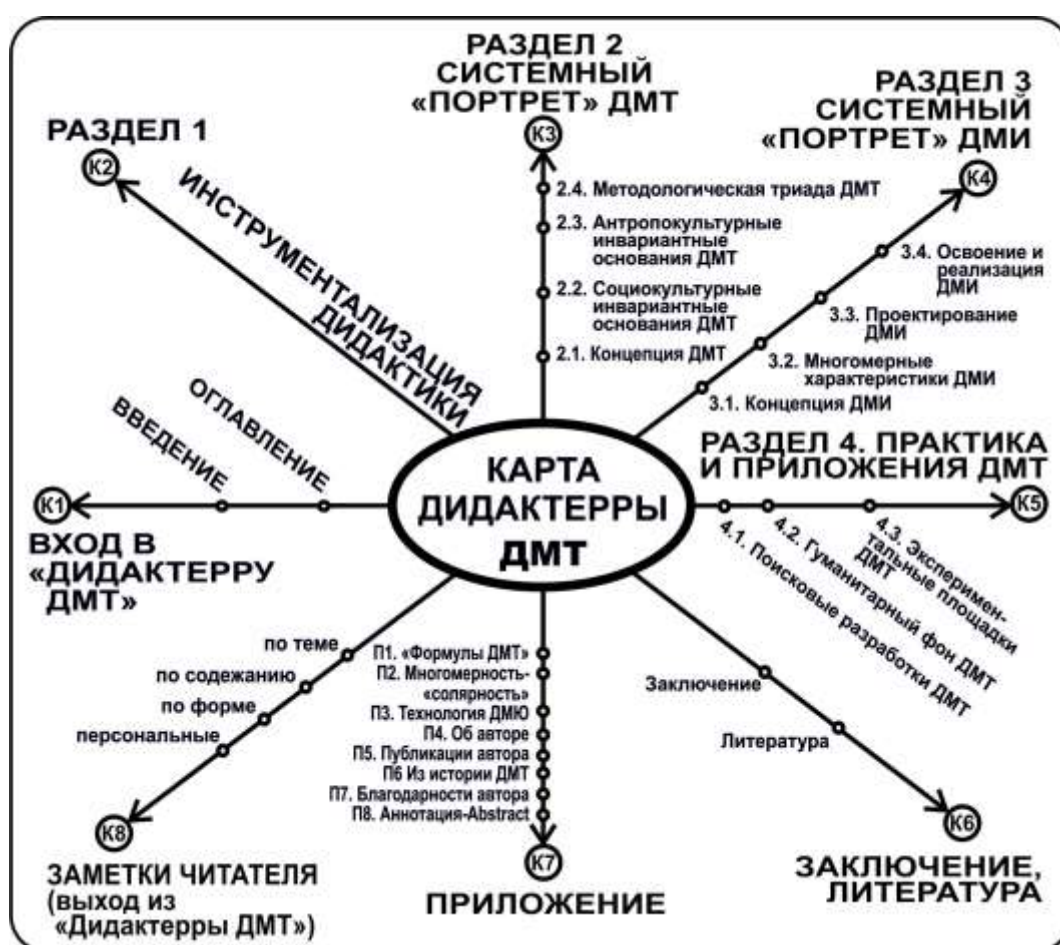 РАЗДЕЛ 1
К2
ИНСТРУМЕНТАЛИЗАЦИЯ
ДИДАКТИКИ
РАЗДЕЛ 2
СИСТЕМНЫЙ
«ПОРТРЕТ» ДМТ
К3
2.4. Методологическая триада ДМТ
2.3. Антропокультурные
инвариантные
основания ДМТ
2.2. Социокультурные
инвариантные
основания ДМТ
2.1. Концепция ДМТ
РАЗДЕЛ 3
СИСТЕМНЫЙ
«ПОРТРЕТ» ДМИ
К4
3.4. Освоение и
реализация
ДМИ
3.3. Проектирование
ДМИ
3.2. Многомерные
характеристики ДМИ
3.1. Концепция ДМИ
КАРТА
ДИДАКТЕРРЫ
ДМТ
ОГЛАВЛЕНИЕ
ВВЕДЕНИЕ
К1
ВХОД В
«ДИДАКТЕРРУ
ДМТ»
РАЗДЕЛ 4. ПРАКТИКА
И ПРИЛОЖЕНИЯ ДМТ
К5
4.1. Поисковые разработки ДМТ
4.2. Гуманитарный фон ДМТ
4.3. Эксперимен-
тальные площадки
ДМТ
по теме
по содежанию
по форме
персональные
К8
ЗАМЕТКИ ЧИТАТЕЛЯ
(выход из
«Дидактерры ДМТ»)
П1. «Формулы ДМТ»
П2. Многомерность-
«солярность»
П3. Технология ДМЮ
П4. Об авторе
П5. Публикации автора
П6 Из истории ДМТ
П7. Благодарности автора
П8. Аннотация-Abstract
К7
ПРИЛОЖЕНИЕ
Заключение
Литература
К6
ЗАКЛЮЧЕНИЕ,
ЛИТЕРАТУРА